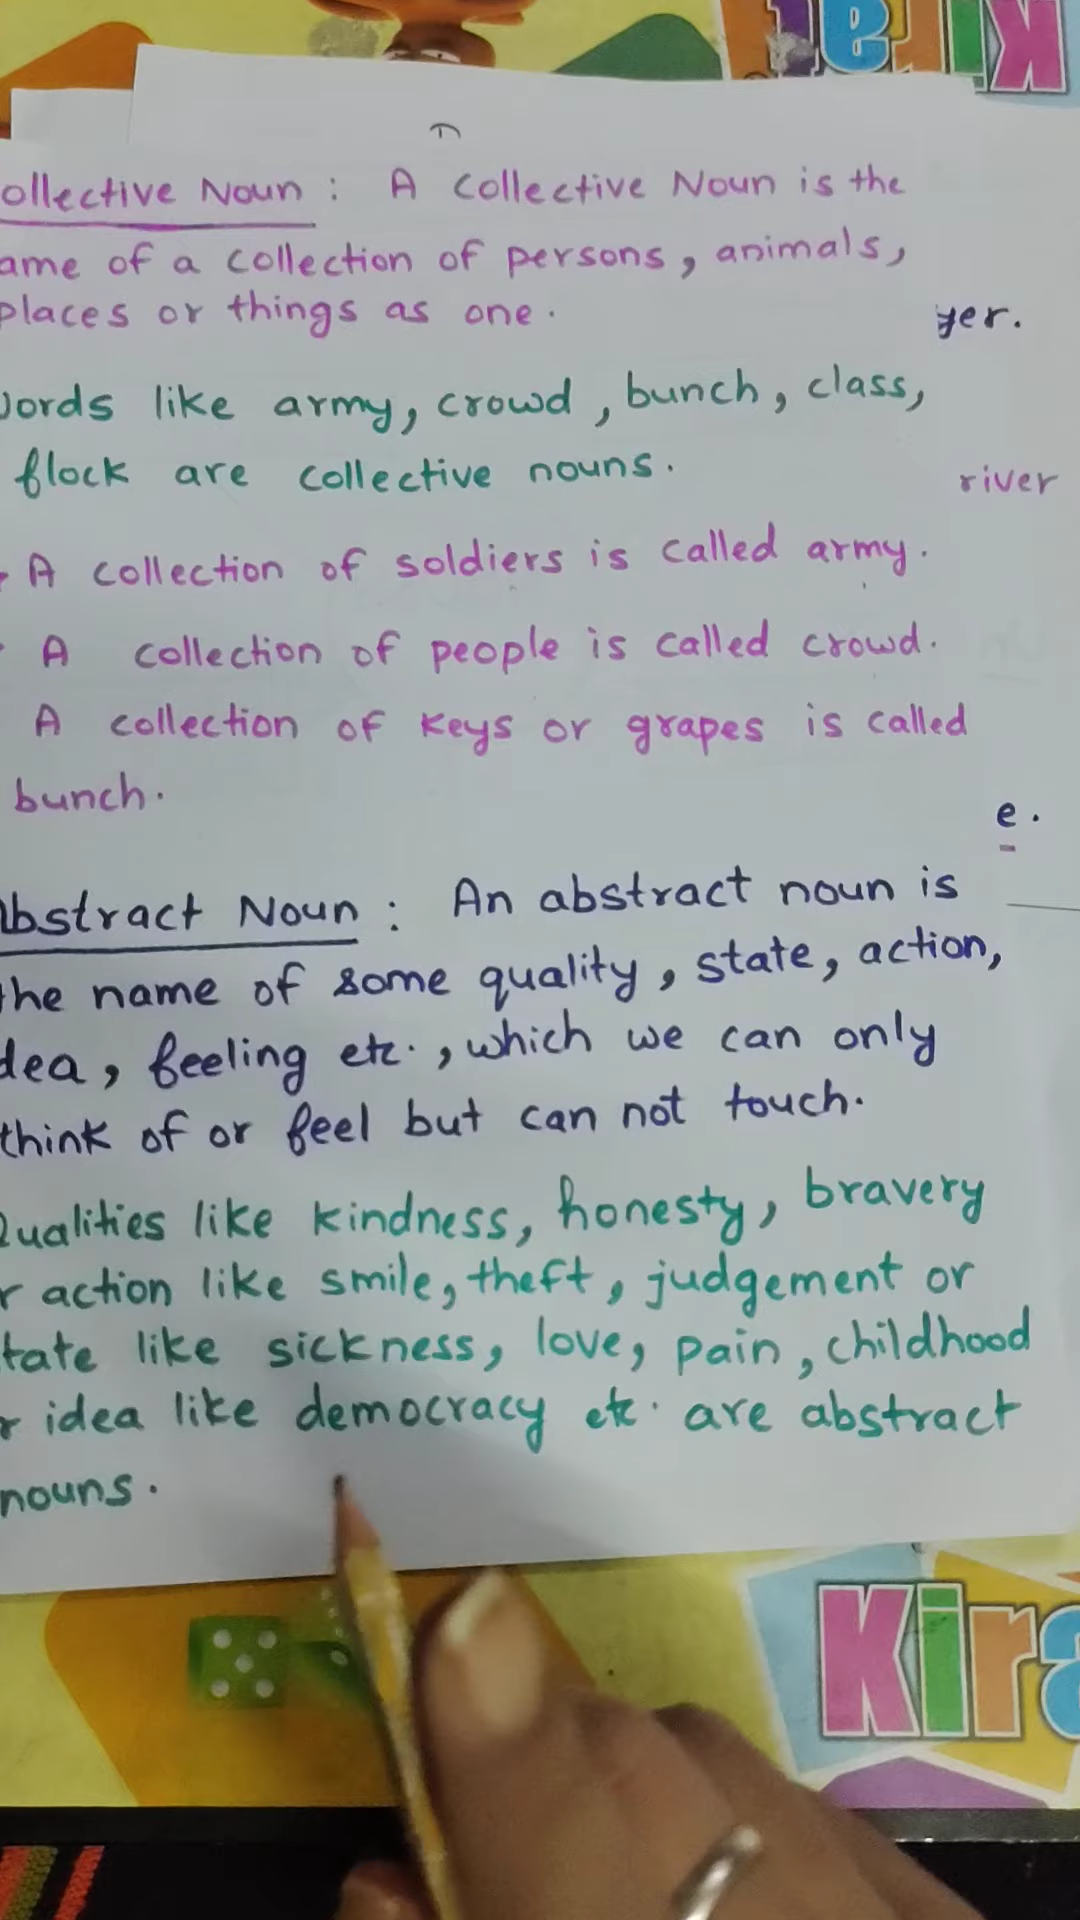 ollective Noun : A Collective Noun is the
ame of a collection of persons, animals,
places or things as one.
yer.
ords like army, crowd, bunch, class,
flock are collective nouns.
river
A collection of soldiers is called army.
A collection of people is called crowd.
A collection of keys or grapes is called
bunch.
e.
bstract Noun : An abstract noun is
the name of some quality, state, action,
dea, feeling etc., which we can only
think of or feel but can not touch.
Qualities like kindness, honesty, bravery
r action like smile, theft, judgement or
tate like sickness, love, pain, childhood
r idea like democracy etc. are abstract
nouns.
Kira